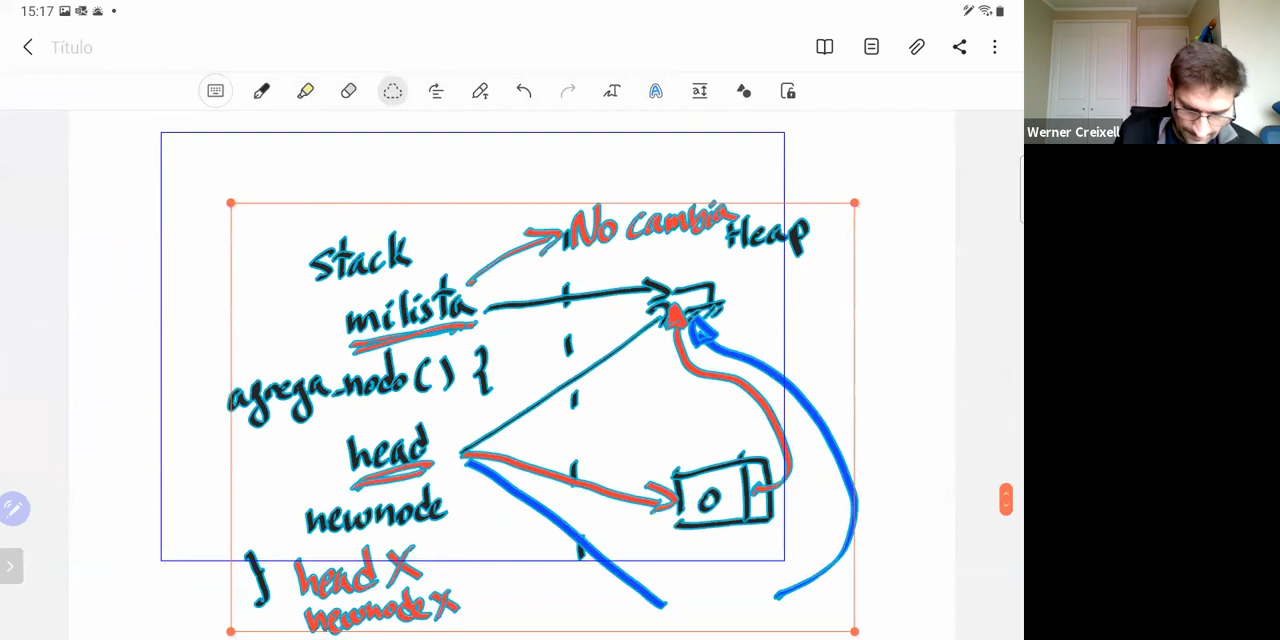 15:17
Título
Werner Creixell
No cambia
Stack Heap
milista
agrega_nodo() {
head
newnode
0
} head X
newnode X